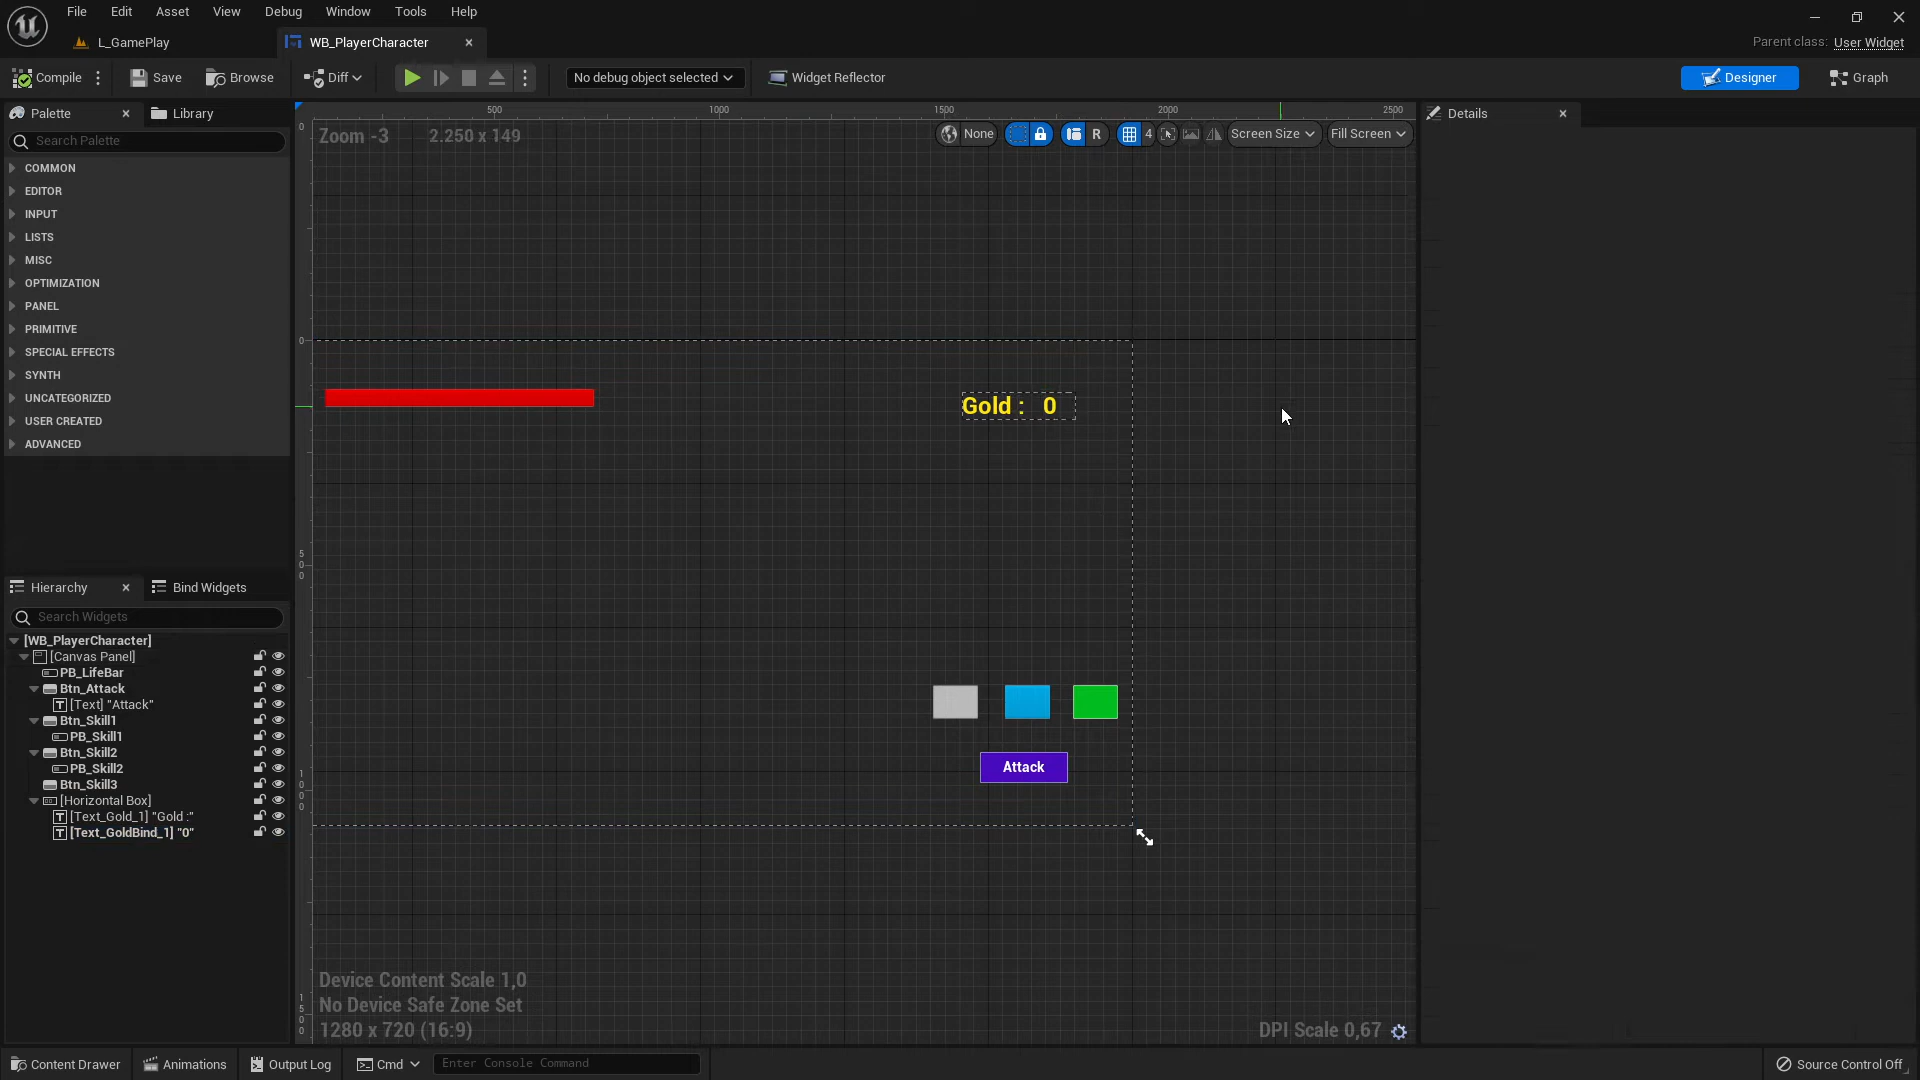 File Edit Asset View Debug Window Tools Help
L_GamePlay
WB_PlayerCharacter
Parent class: User Widget
Compile
Save
Browse
Diff
No debug object selected
Widget Reflector
Designer
Graph
Palette
Library
Details
Search Palette
500 1000 1500 2000 2500
Zoom -3
2.250 x 149
None
R
4
Screen Size
Fill Screen
COMMON
EDITOR
INPUT
LISTS
MISC
OPTIMIZATION
PANEL
PRIMITIVE
SPECIAL EFFECTS
SYNTH
UNCATEGORIZED
USER CREATED
ADVANCED
0
0
500
1000
1500
Gold : 0
Attack
Hierarchy
Bind Widgets
Search Widgets
[WB_PlayerCharacter]
[Canvas Panel]
PB_LifeBar
Btn_Attack
[Text] "Attack"
Btn_Skill1
PB_Skill1
Btn_Skill2
PB_Skill2
Btn_Skill3
[Horizontal Box]
[Text_Gold_1] "Gold :"
[Text_GoldBind_1] "0"
Device Content Scale 1,0
No Device Safe Zone Set
1280 x 720 (16:9)
DPI Scale 0,67
Content Drawer
Animations
Output Log
Cmd
Enter Console Command
Source Control Off